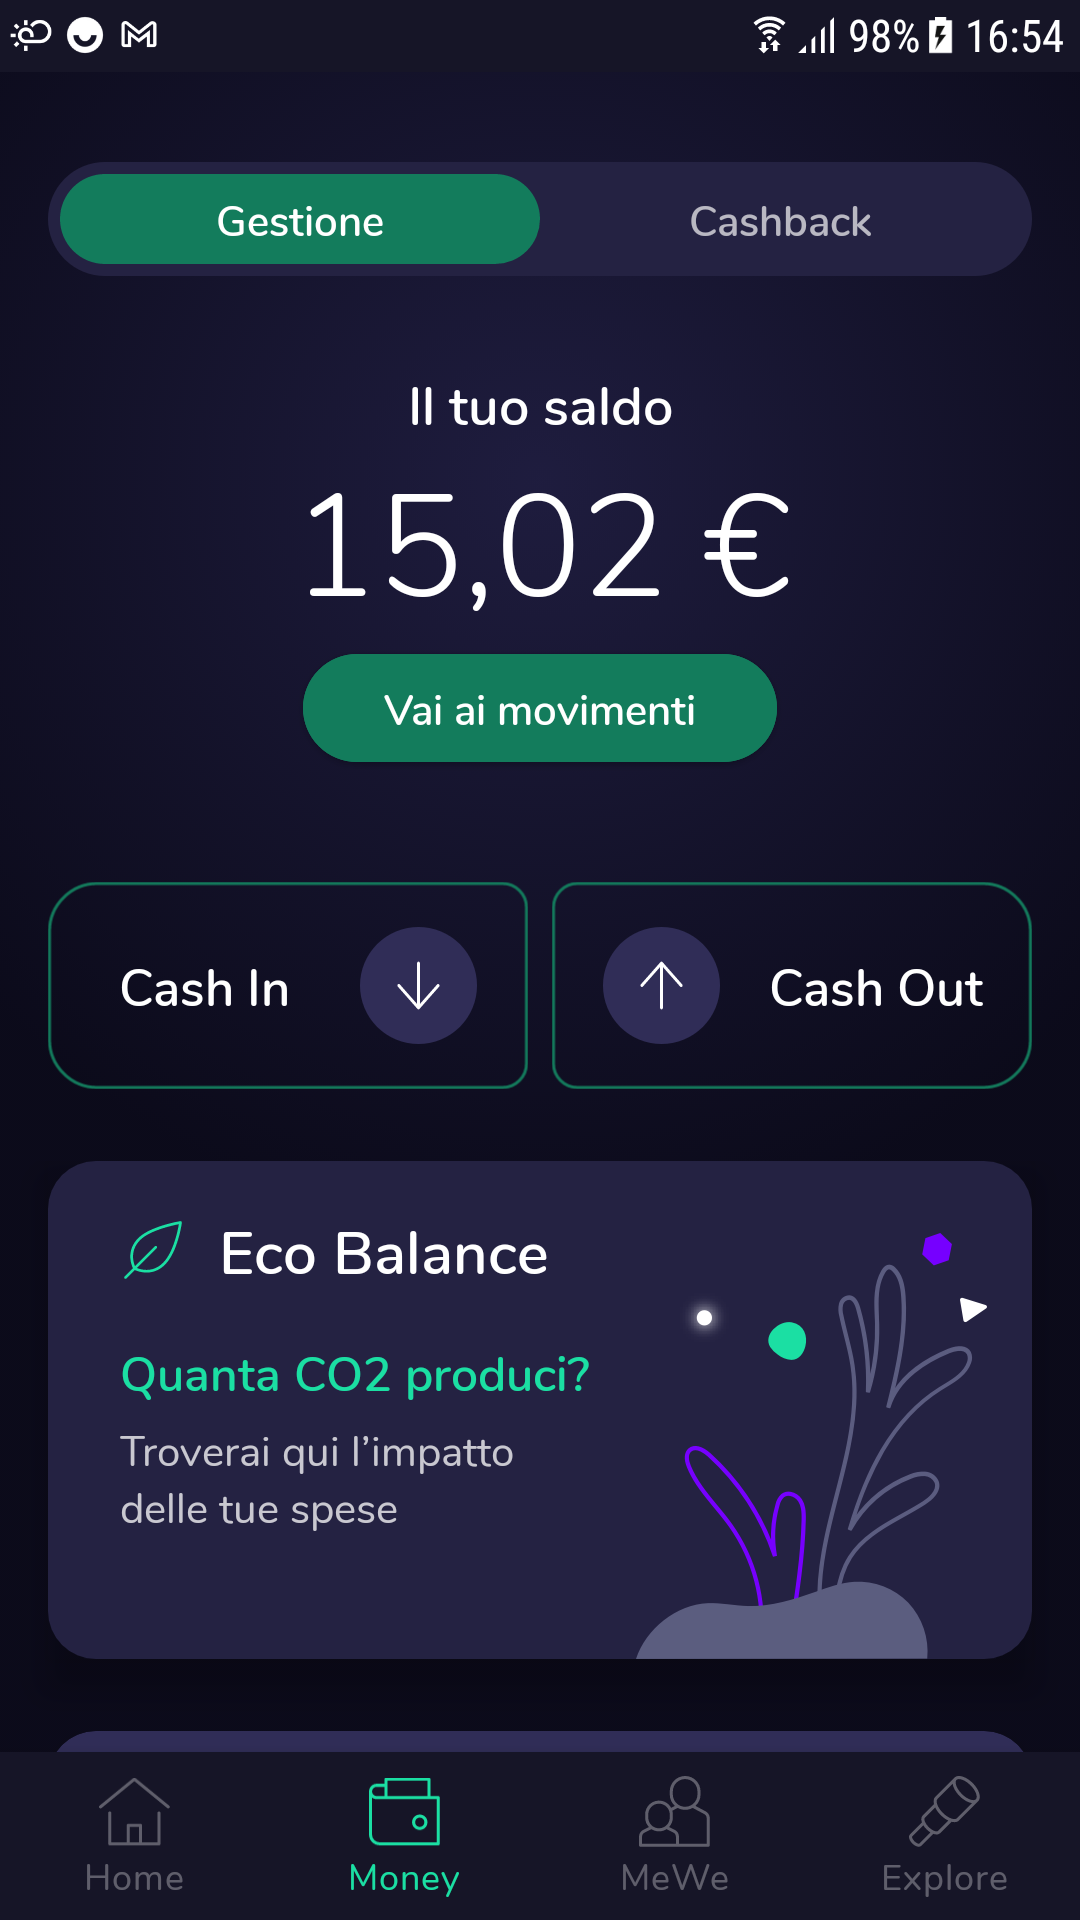 98% 16:54
Gestione Cashback
Il tuo saldo
15,02 €
Vai ai movimenti
Cash In Cash Out
Eco Balance
Quanta CO2 produci?
Troverai qui l’impatto
delle tue spese
Home Money MeWe Explore